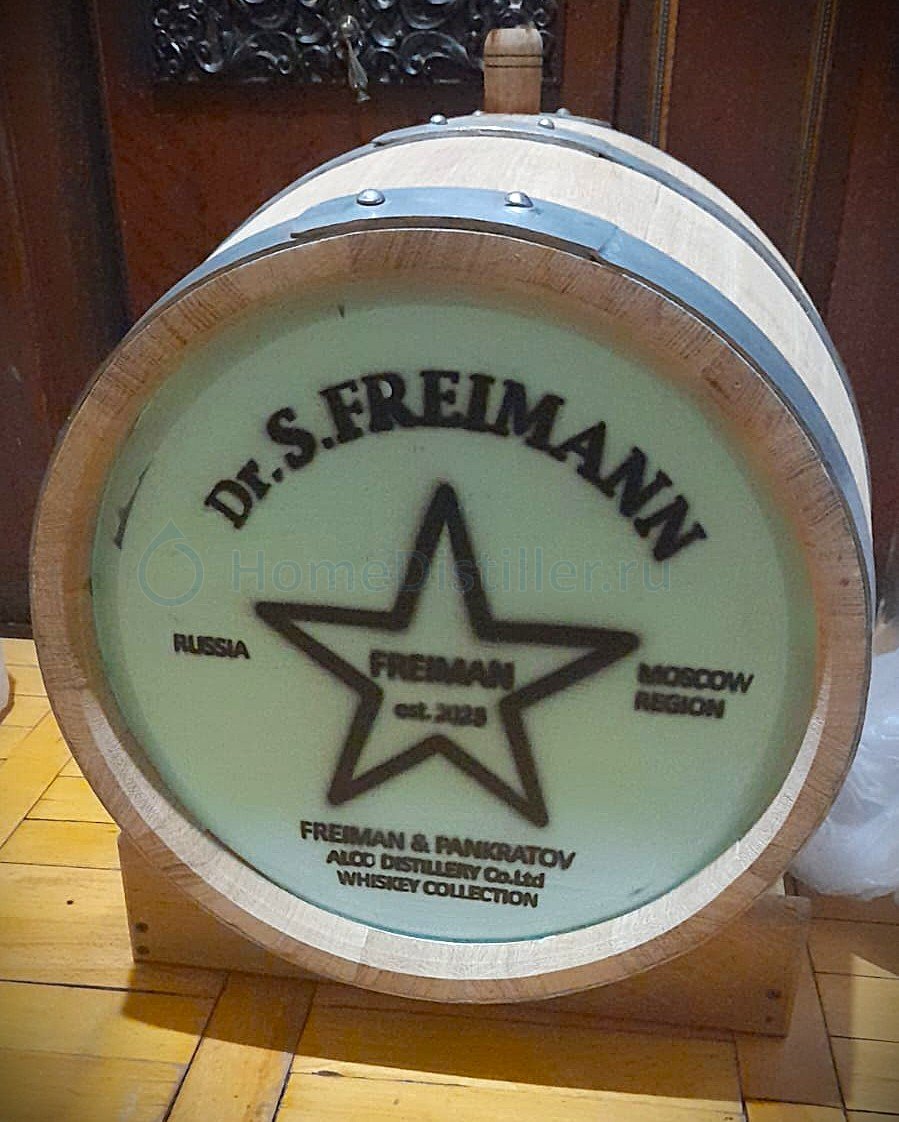 Dr. S. FREIMANN
HomeDistiller.ru
RUSSIA
FREIMAN
est. 2023
MOSCOW
REGION
FREIMAN & PANKRATOV
ALCO DISTILLERY Co.Ltd
WHISKEY COLLECTION